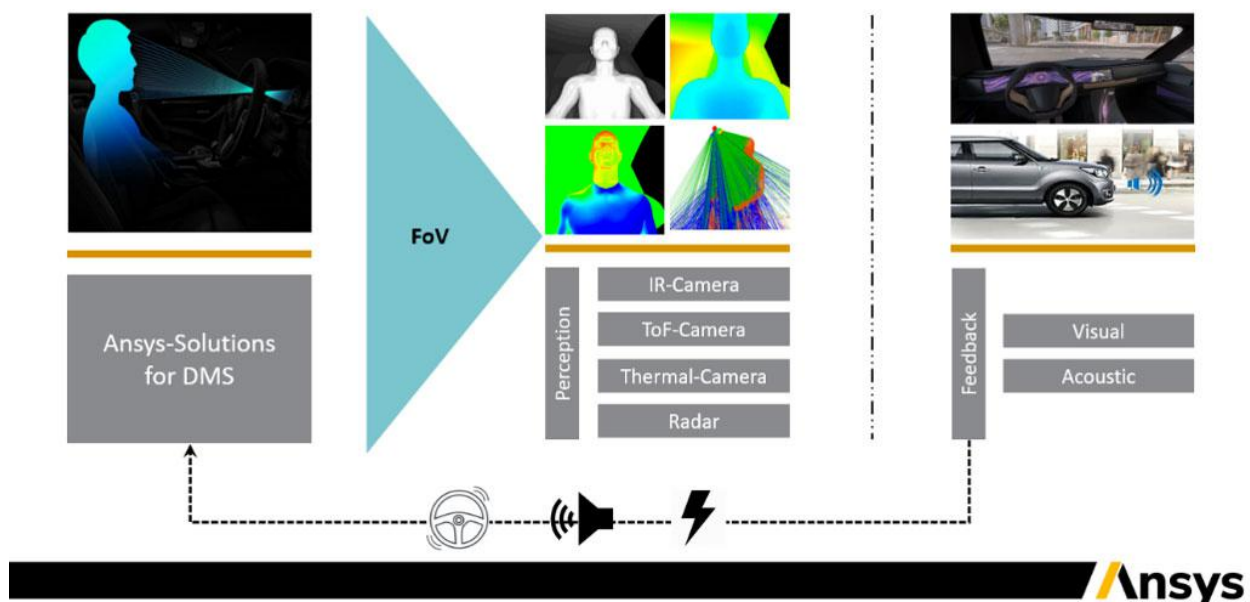 Ansys-Solutions
for DMS
FoV
Perception
IR-Camera
ToF-Camera
Thermal-Camera
Radar
Feedback
Visual
Acoustic
Ansys